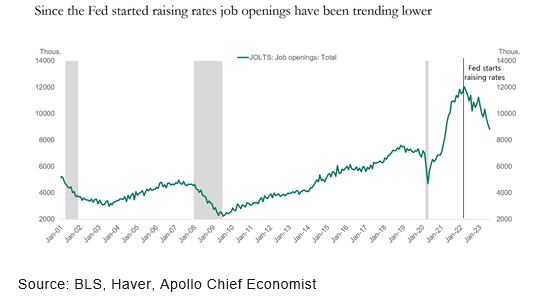 Since the Fed started raising rates job openings have been trending lower
Thous.
Thous.
JOLTS: Job openings: Total
Fed starts
raising rates
14000
12000
10000
8000
6000
4000
2000
14000
12000
10000
8000
6000
4000
2000
Jan-01
Jan-02
Jan-03
Jan-04
Jan-05
Jan-06
Jan-07
Jan-08
Jan-09
Jan-10
Jan-11
Jan-12
Jan-13
Jan-14
Jan-15
Jan-16
Jan-17
Jan-18
Jan-19
Jan-20
Jan-21
Jan-22
Jan-23
Source: BLS, Haver, Apollo Chief Economist